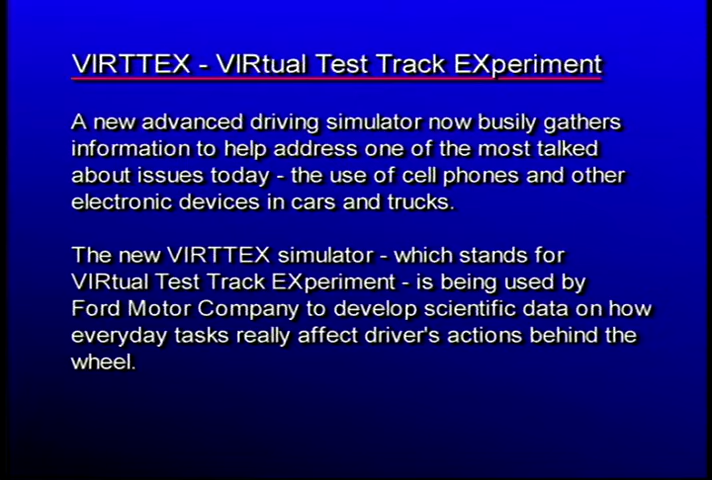 VIRTTEX - VIRtual Test Track EXperiment
A new advanced driving simulator now busily gathers
information to help address one of the most talked
about issues today - the use of cell phones and other
electronic devices in cars and trucks.
The new VIRTTEX simulator - which stands for
VIRtual Test Track EXperiment - is being used by
Ford Motor Company to develop scientific data on how
everyday tasks really affect driver's actions behind the
wheel.